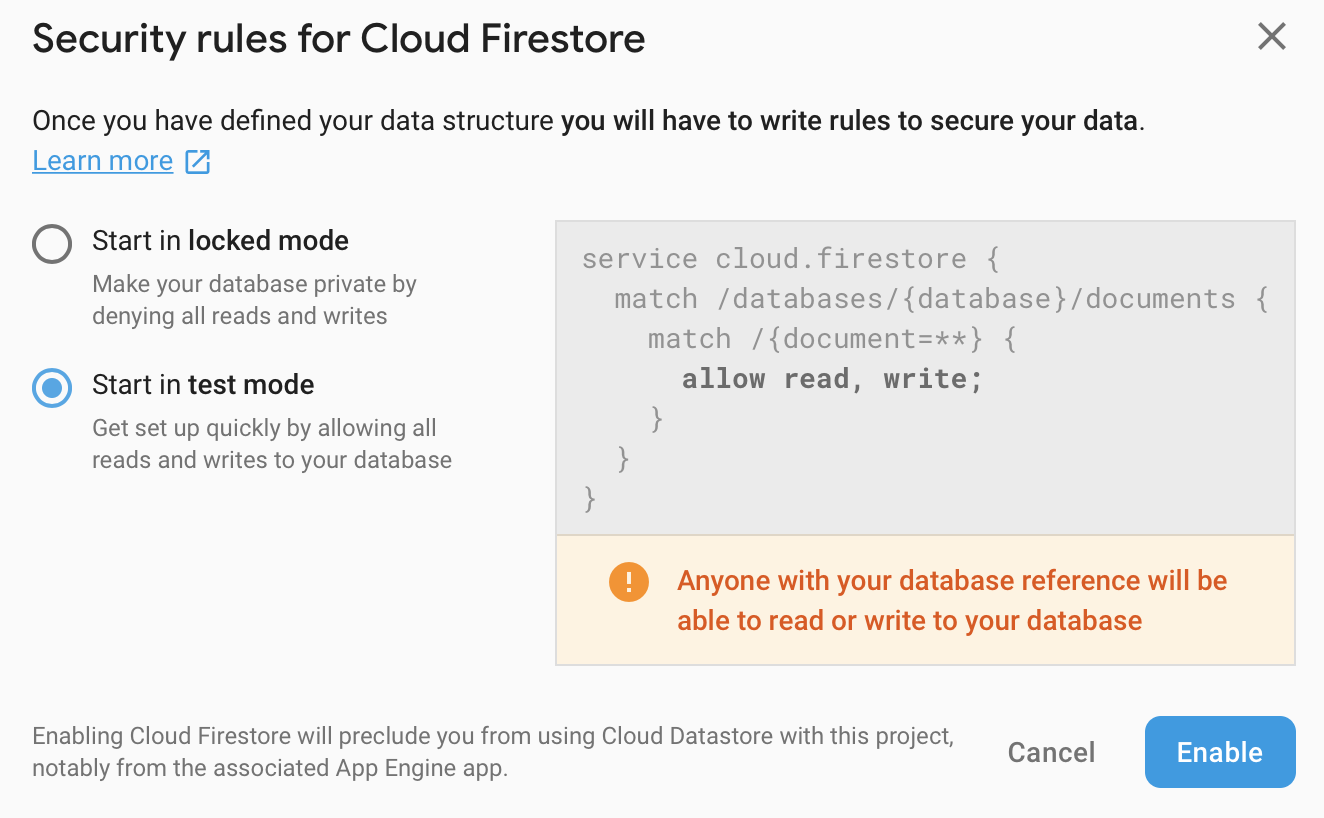 Security rules for Cloud Firestore
Once you have defined your data structure you will have to write rules to secure your data.
Learn more
Start in locked mode
Make your database private by
denying all reads and writes
Start in test mode
Get set up quickly by allowing all
reads and writes to your database
service cloud.firestore {
  match /databases/{database}/documents {
    match /{document=**} {
      allow read, write;
    }
  }
}
Anyone with your database reference will be
able to read or write to your database
Enabling Cloud Firestore will preclude you from using Cloud Datastore with this project,
notably from the associated App Engine app.
Cancel
Enable